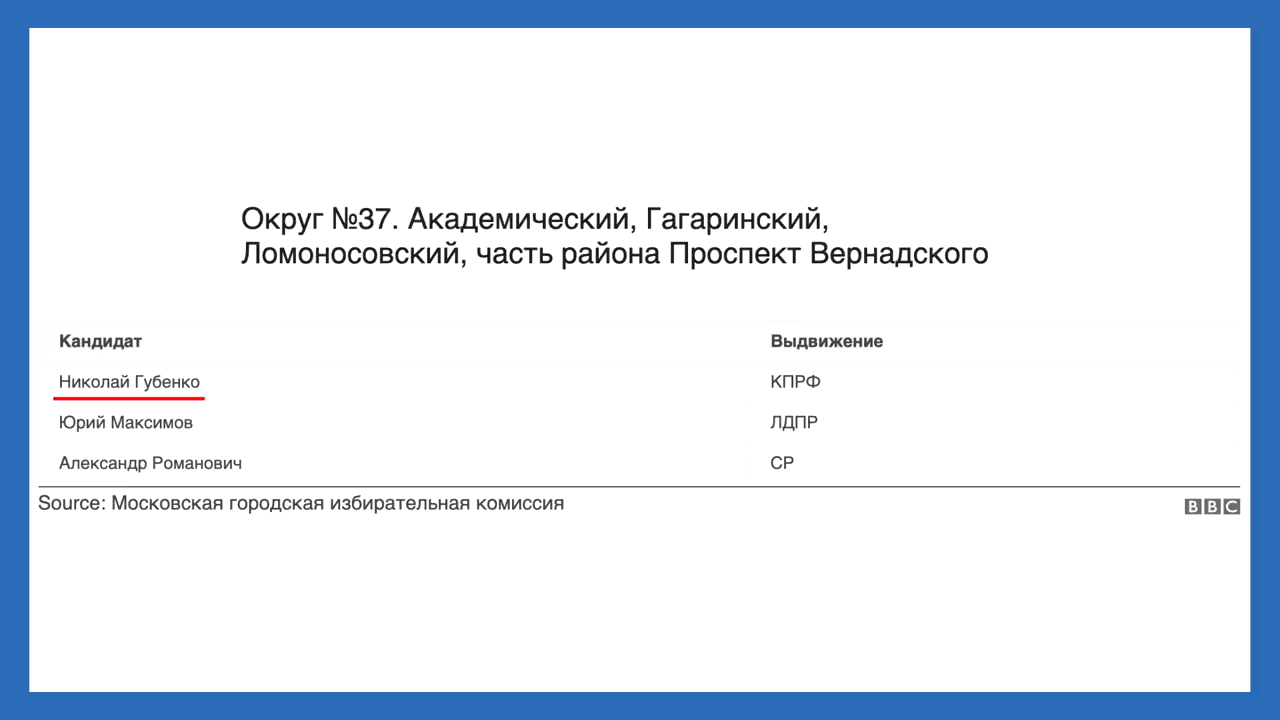 Округ №37. Академический, Гагаринский,
Ломоносовский, часть района Проспект Вернадского
Кандидат Выдвижение
Николай Губенко КПРФ
Юрий Максимов ЛДПР
Александр Романович СР
Source: Московская городская избирательная комиссия BBC